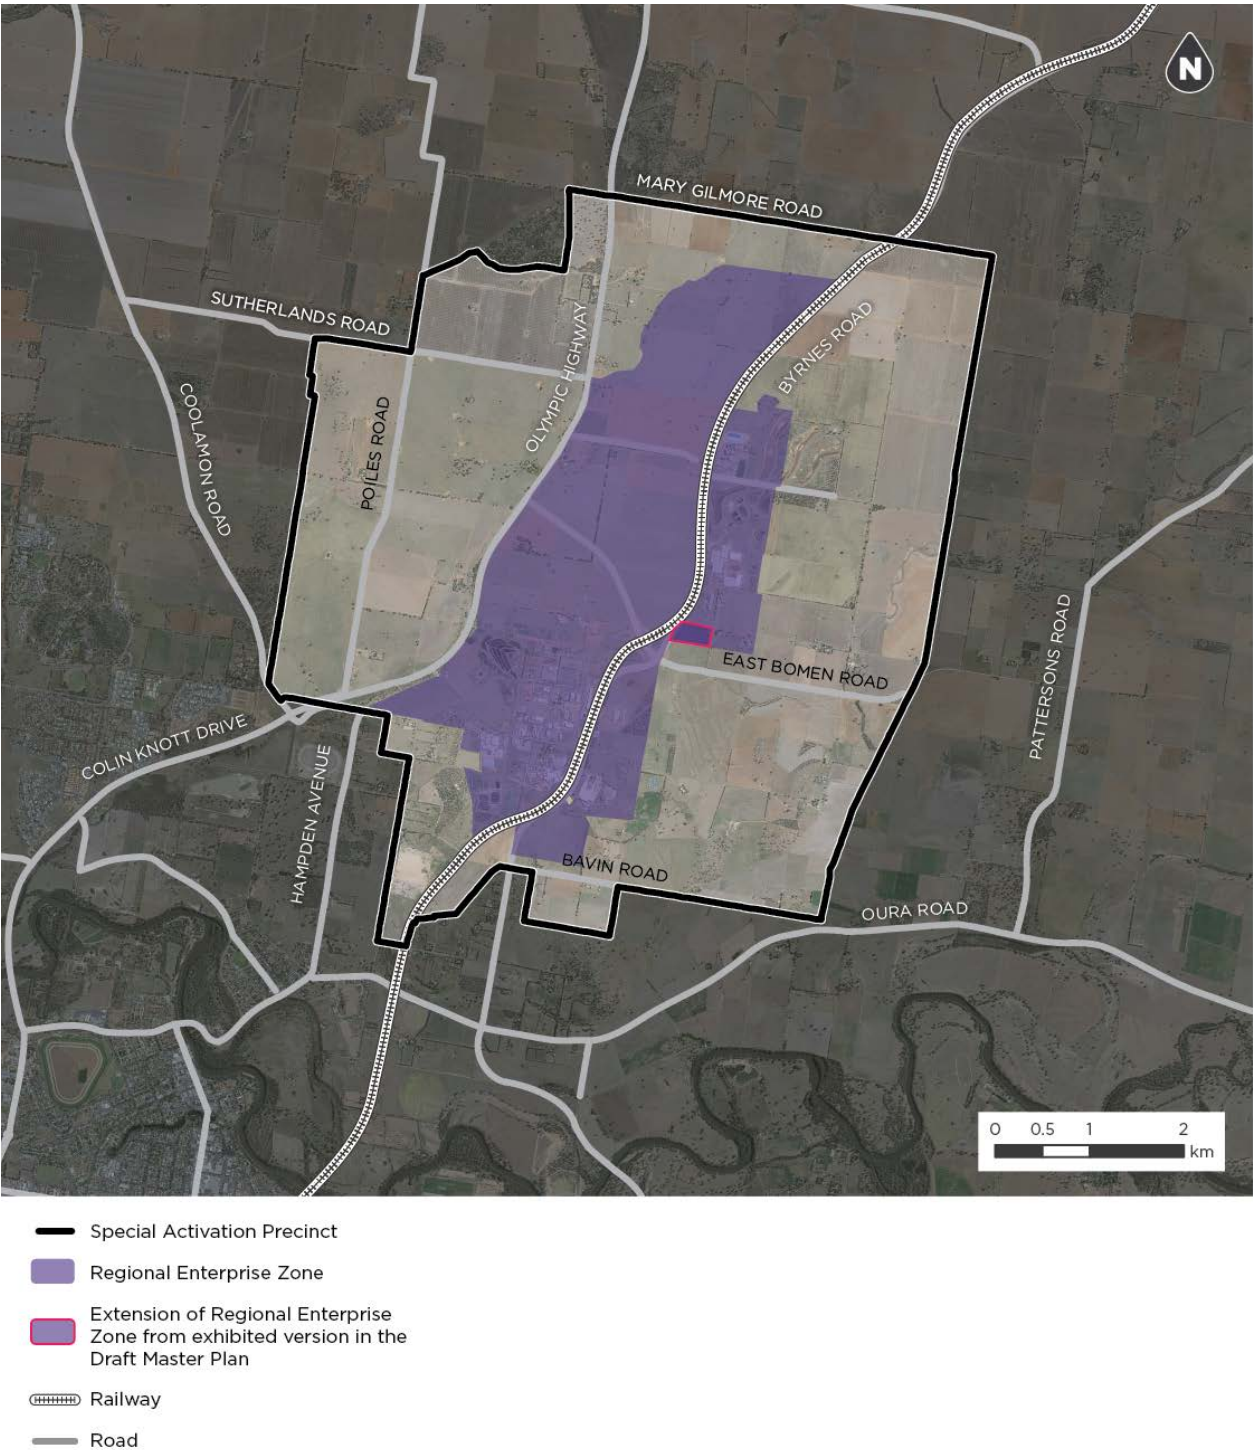 N
MARY GILMORE ROAD
SUTHERLANDS ROAD
BYRNES ROAD
OLYMPIC HIGHWAY
COOLAMON ROAD
POILES ROAD
PATTERSONS ROAD
EAST BOMEN ROAD
COLIN KNOTT DRIVE
HAMPDEN AVENUE
BAVIN ROAD
OURA ROAD
0 0.5 1 2
km
Special Activation Precinct
Regional Enterprise Zone
Extension of Regional Enterprise
Zone from exhibited version in the
Draft Master Plan
Railway
Road